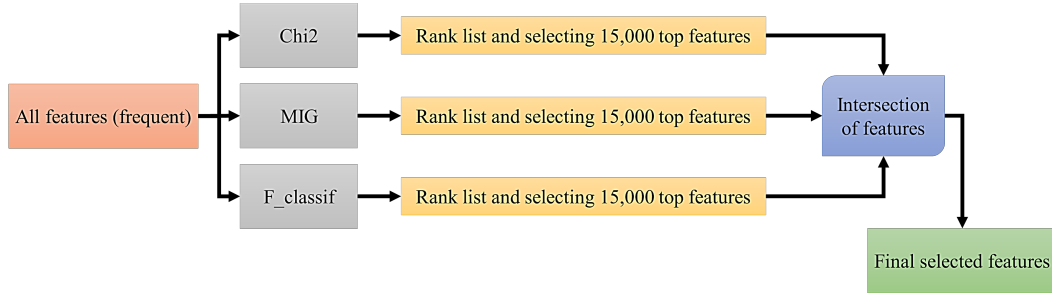 Chi2
Rank list and selecting 15,000 top features
All features (frequent)
MIG
Rank list and selecting 15,000 top features
Intersection
of features
F_classif
Rank list and selecting 15,000 top features
Final selected features